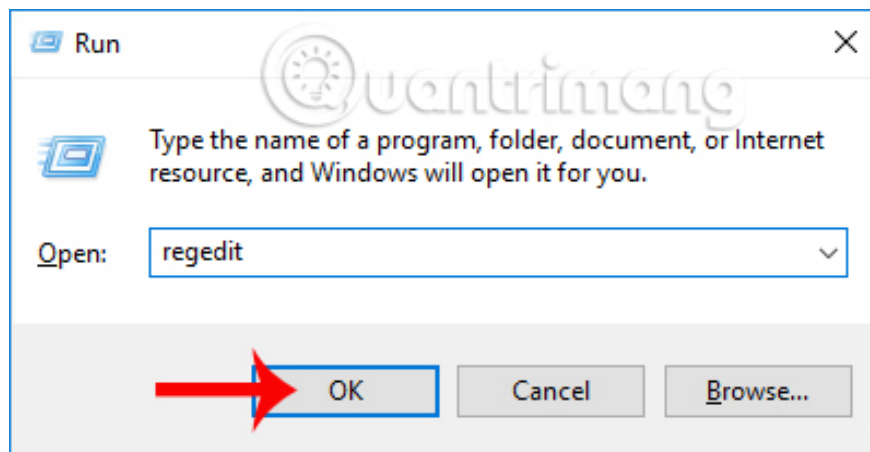 Run
Quantrimang
Type the name of a program, folder, document, or Internet
resource, and Windows will open it for you.
Open: regedit
OK Cancel Browse...